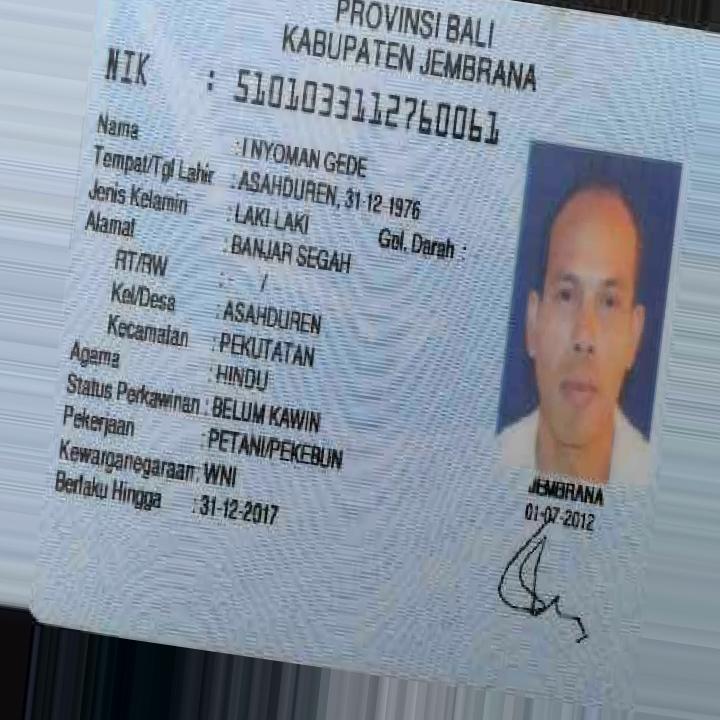 PROVINSI BALI
KABUPATEN JEMBRANA
NIK : 5101033112760061
Nama : I NYOMAN GEDE
Tempat/Tgl Lahir : ASAHDUREN, 31-12-1976
Jenis Kelamin : LAKI LAKI Gol. Darah :
Alamat : BANJAR SEGAH
RT/RW : - /
Kel/Desa : ASAHDUREN
Kecamatan : PEKUTATAN
Agama : HINDU
Status Perkawinan : BELUM KAWIN
Pekerjaan : PETANI/PEKEBUN
Kewarganegaraan: WNI
Berlaku Hingga : 31-12-2017
JEMBRANA
01-07-2012